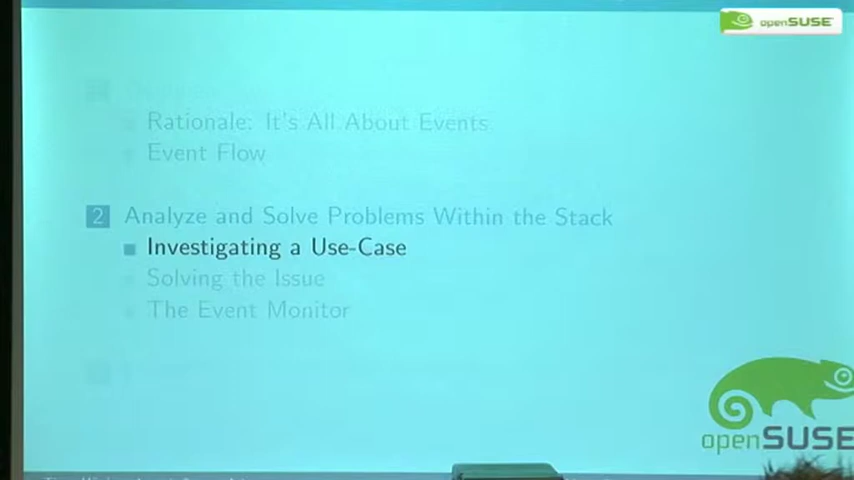 openSUSE
Rationale: It's All About Events
Event Flow
2 Analyze and Solve Problems Within the Stack
Investigating a Use-Case
Solving the Issue
The Event Monitor
openSUSE